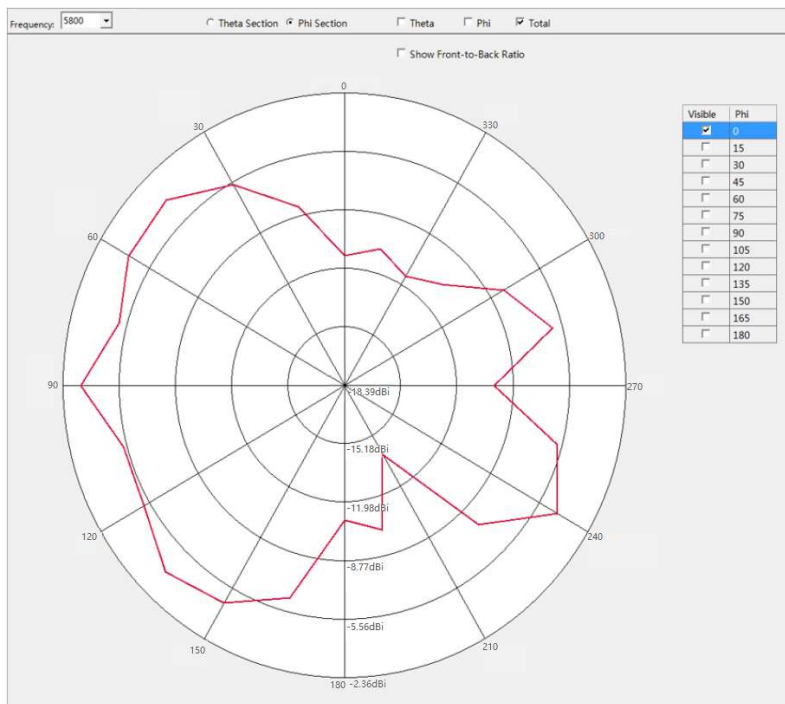 Frequency: 5800 Theta Section Phi Section Theta Phi Total
Show Front-to-Back Ratio
Visible Phi
0
15
30
45
60
75
90
105
120
135
150
165
180
0
30 330
60 300
90 270
120 240
150 210
180
-18.39dBi
-15.18dBi
-11.98dBi
-8.77dBi
-5.56dBi
-2.36dBi